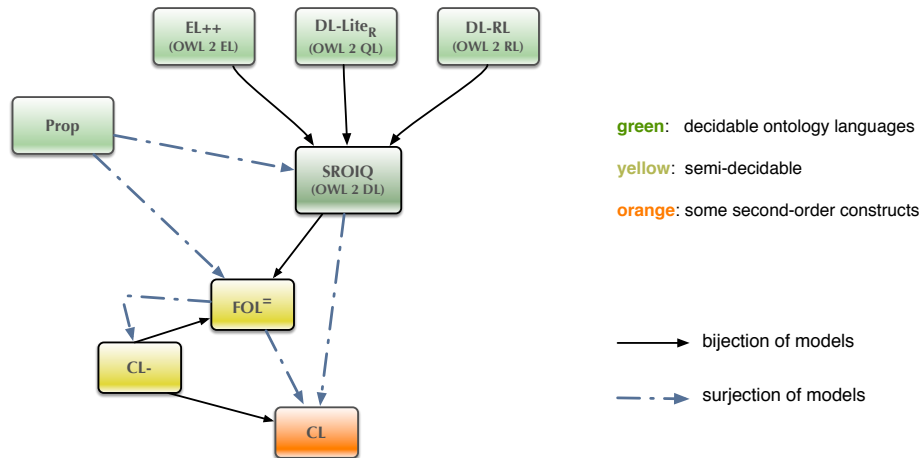 EL++
(OWL 2 EL)
DL-LiteR
(OWL 2 QL)
DL-RL
(OWL 2 RL)
Prop
green: decidable ontology languages
SROIQ
(OWL 2 DL)
yellow: semi-decidable
orange: some second-order constructs
FOL=
bijection of models
CL-
surjection of models
CL